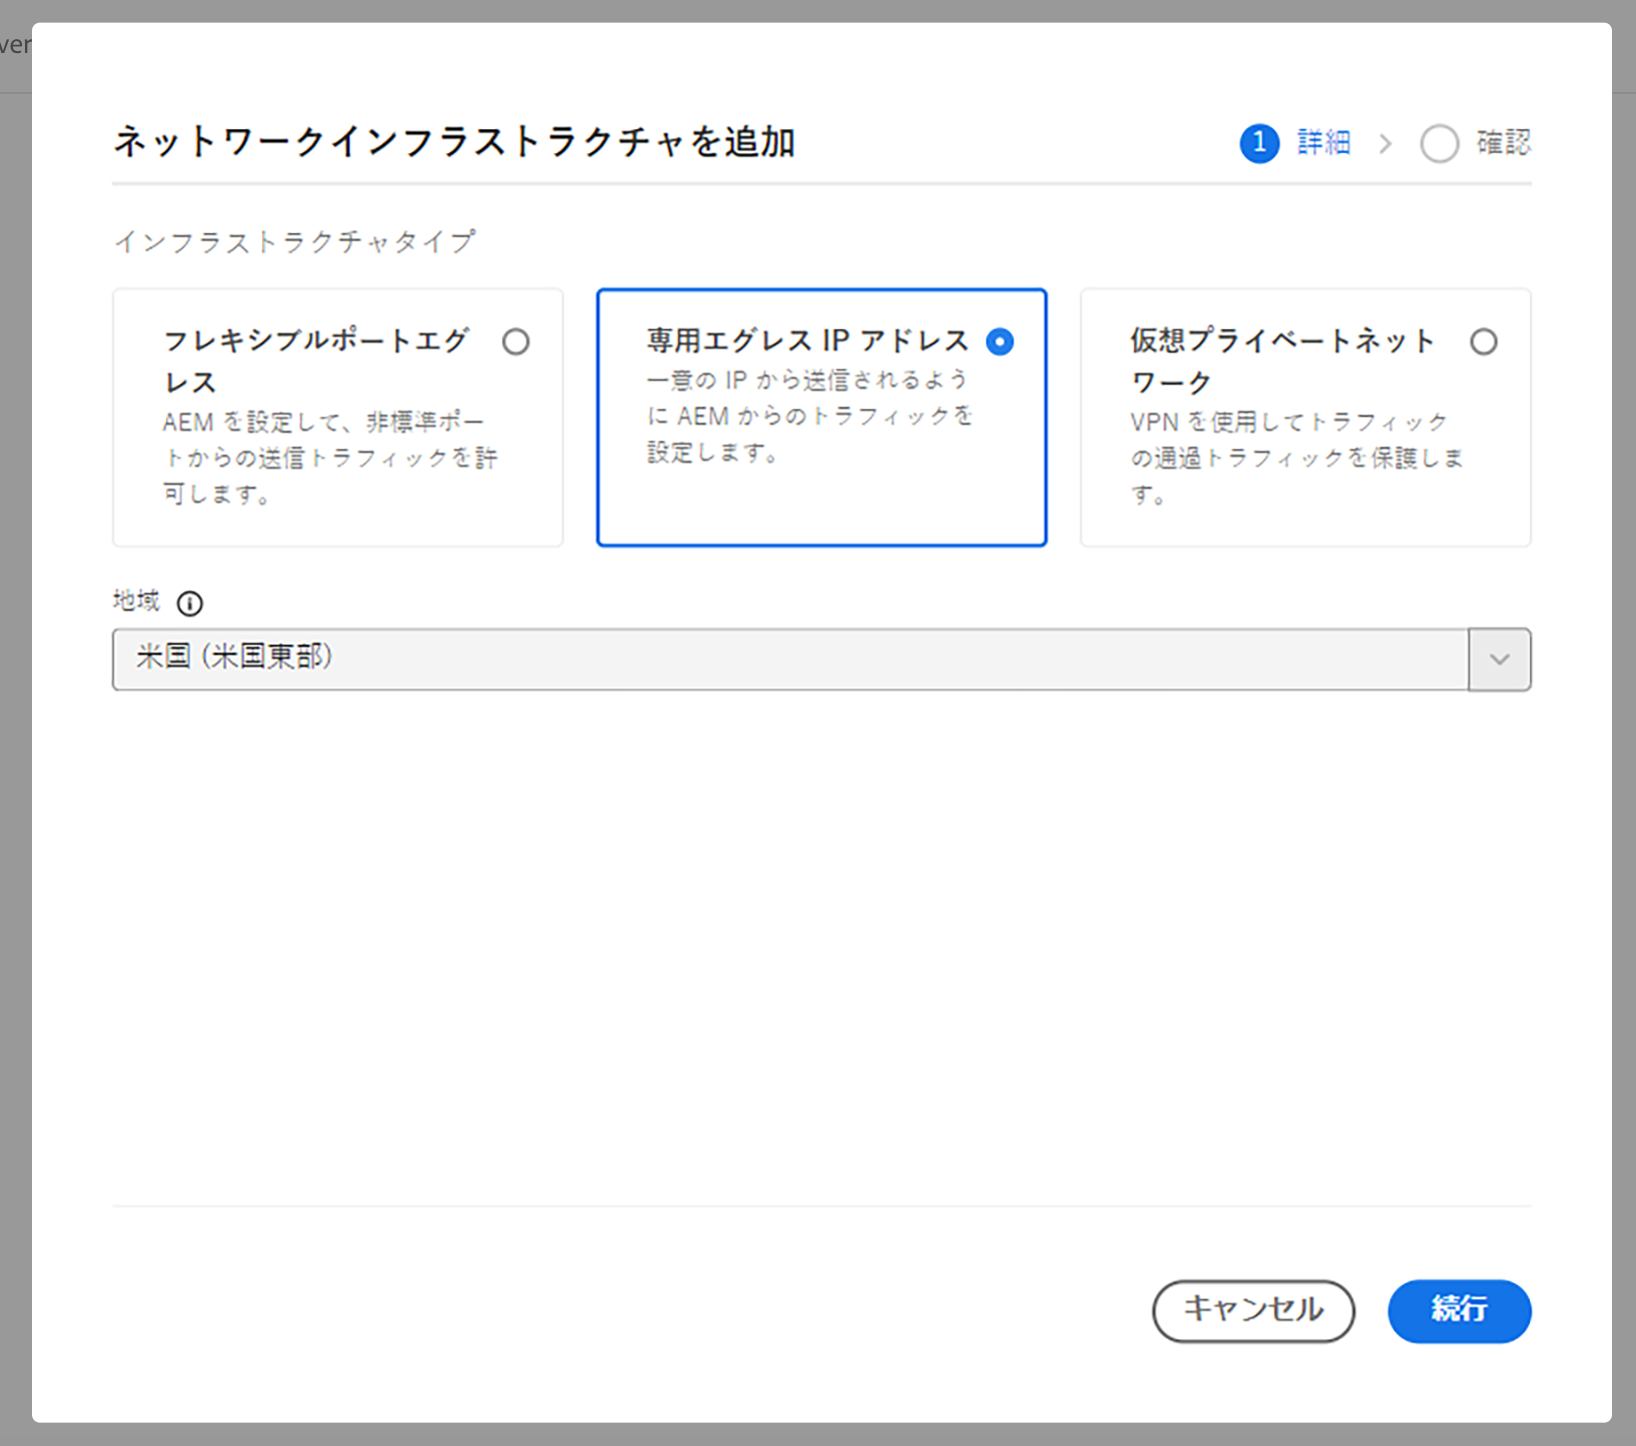 ver
ネットワークインフラストラクチャを追加
1 詳細 > 確認
インフラストラクチャタイプ
フレキシブルポートエグ
レス
AEM を設定して、非標準ポー
トからの送信トラフィックを許
可します。
専用エグレス IP アドレス
一意の IP から送信されるよう
に AEM からのトラフィックを
設定します。
仮想プライベートネット
ワーク
VPN を使用してトラフィック
の通過トラフィックを保護しま
す。
地域
米国 (米国東部)
キャンセル
続行